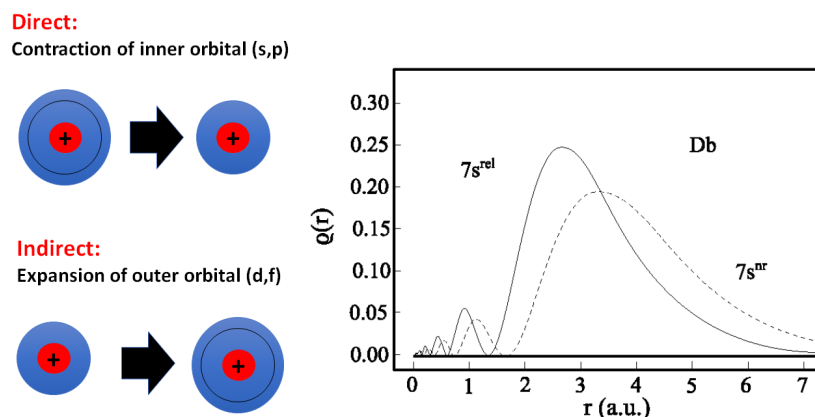 Direct:
Contraction of inner orbital (s,p)
+
+
Indirect:
Expansion of outer orbital (d,f)
+
+
0.30
0.25
0.20
0.15
0.10
0.05
0.00
ϱ(r)
Db
7s^rel
7s^nr
0 1 2 3 4 5 6 7
r (a.u.)